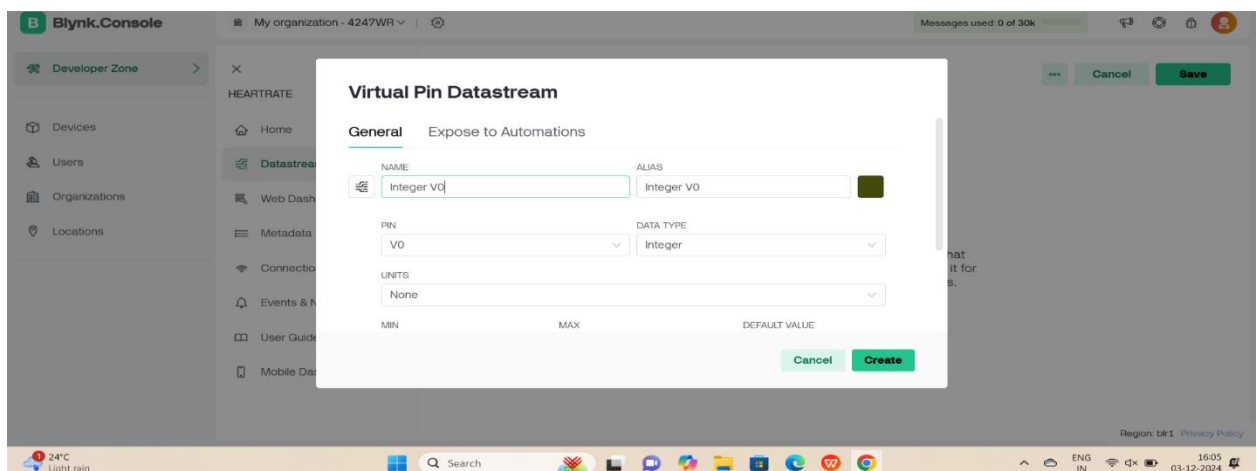 B Blynk.Console
My organization - 4247WR
Messages used: 0 of 30k
Developer Zone
Devices
Users
Organizations
Locations
HEARTRATE
Home
Datastrea
Web Dash
Metadata
Connectio
Events & N
User Guide
Mobile Da
Cancel
Save
Virtual Pin Datastream
General
Expose to Automations
NAME
ALIAS
Integer V0
Integer V0
PIN
DATA TYPE
V0
Integer
UNITS
None
MIN
MAX
DEFAULT VALUE
Cancel
Create
hat
it for
s.
Region: blr1 Privacy Policy
1
24°C
Light rain
Search
ENG
IN
16:05
03-12-2024